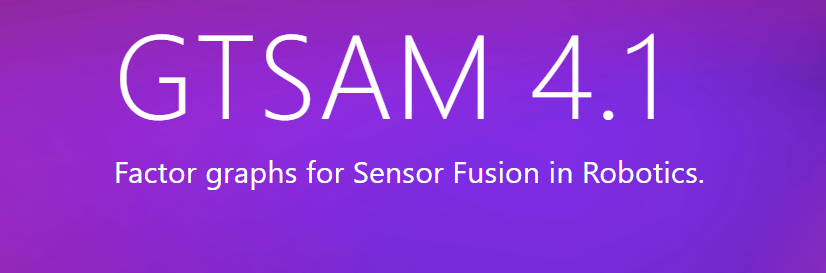 GTSAM 4.1
Factor graphs for Sensor Fusion in Robotics.